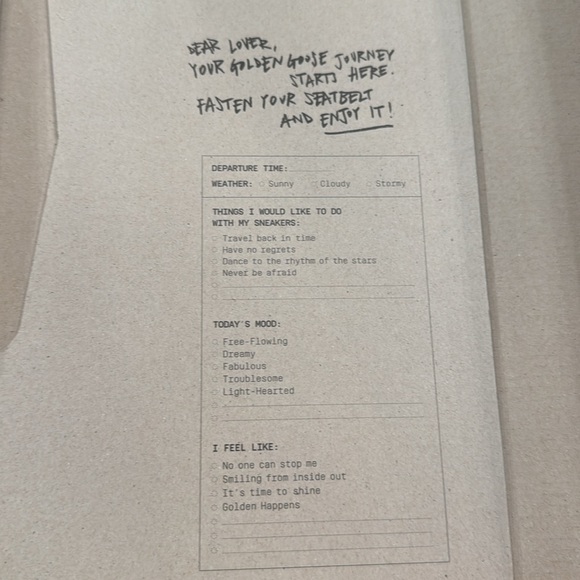 DEAR LOVER,
YOUR GOLDEN GOOSE JOURNEY
STARTS HERE.
FASTEN YOUR SEATBELT
AND ENJOY IT!
DEPARTURE TIME:
WEATHER: Sunny Cloudy Stormy
THINGS I WOULD LIKE TO DO
WITH MY SNEAKERS:
Travel back in time
Have no regrets
Dance to the rhythm of the stars
Never be afraid
TODAY'S MOOD:
Free-Flowing
Dreamy
Fabulous
Troublesome
Light-Hearted
I FEEL LIKE:
No one can stop me
Smiling from inside out
It's time to shine
Golden Happens